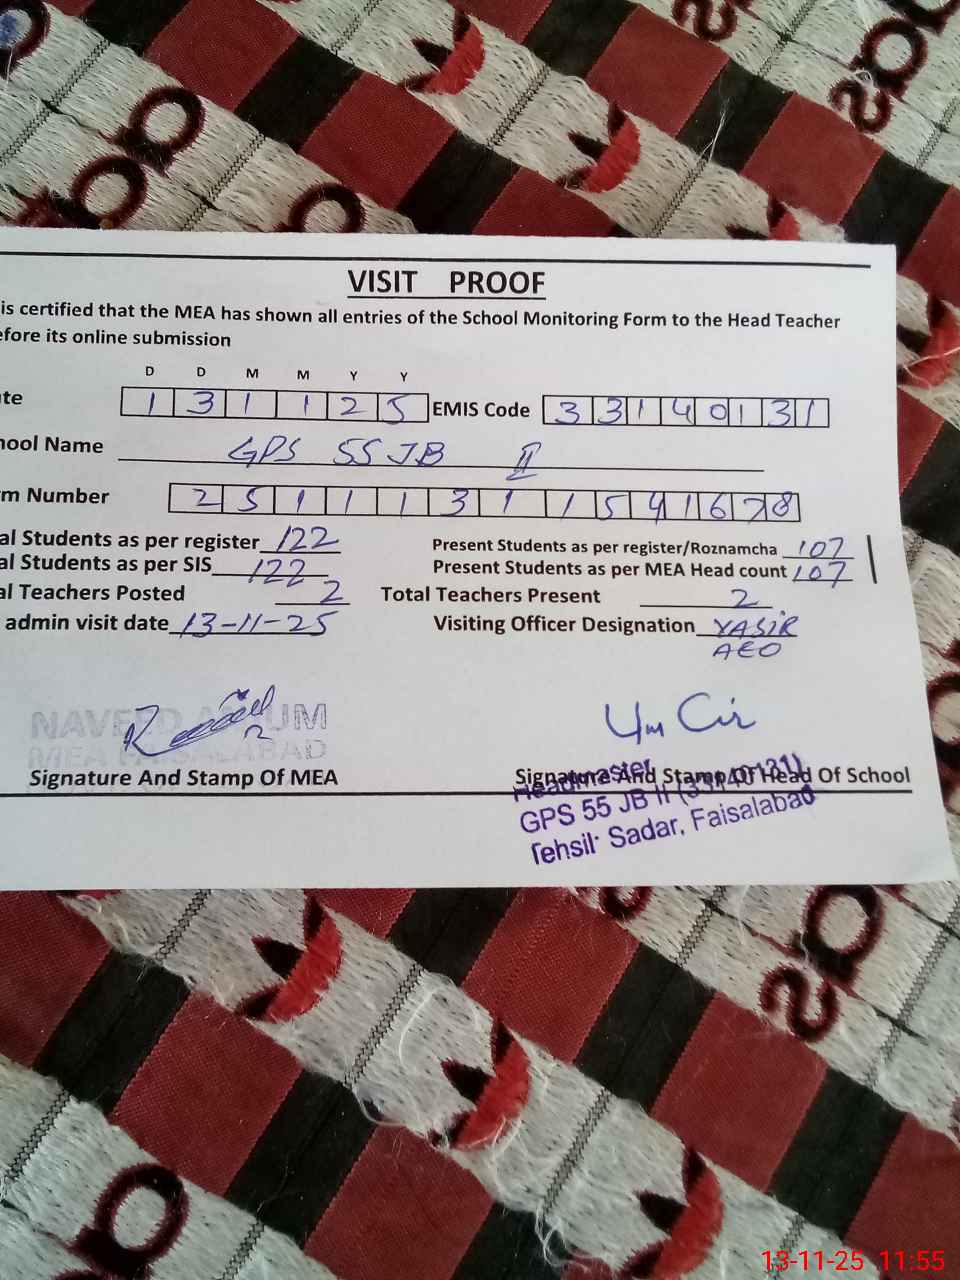 VISIT PROOF
is certified that the MEA has shown all entries of the School Monitoring Form to the Head Teacher
efore its online submission
D D M M Y Y
te 1 3 1 1 2 5 EMIS Code 3 3 1 4 0 1 3 1
hool Name GPS 55 JB II
m Number 2 5 1 1 1 3 1 1 5 4 1 6 7 8
al Students as per register 122 Present Students as per register/Roznamcha 107
al Students as per SIS 122 Present Students as per MEA Head count 107
al Teachers Posted 2 Total Teachers Present 2
admin visit date 13-11-25 Visiting Officer Designation YASIR
AEO
NAVEED ANJUM
MEA FAISALABAD
Signature And Stamp Of MEA Signature And Stamp Of Head Of School
Headmaster
GPS 55 JB II (33140131)
Tehsil: Sadar, Faisalabad
13-11-25 11:55